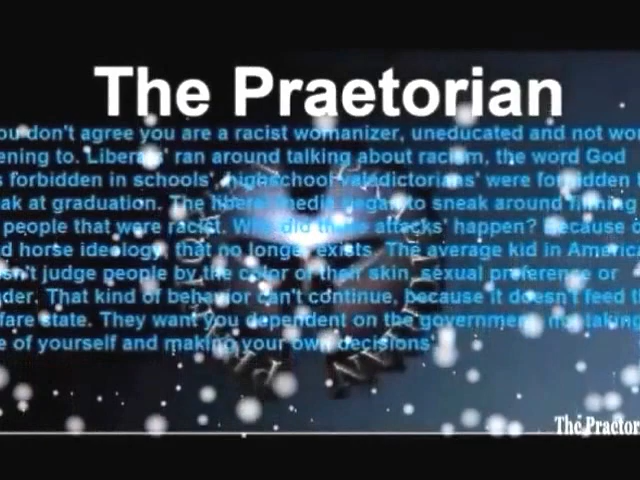 The Praetorian
ou don't agree you are a racist womanizer, uneducated and not wo
ening to. 'Liberals' ran around talking about racism, the word God
s forbidden in schools', highschool valedictorians' were forbidden t
ak at graduation. The liberal media began to sneak around filming
people that were racist. Why did these attacks' happen? Because o
d horse ideology, that no longer exists. The average kid in America
sn't judge people by the color of their skin, sexual preference or
der. That kind of behavior can't continue, because it doesn't feed t
fare state. They want you dependent on the government, not taking
e of yourself and making your own decisions'.
The Praetor